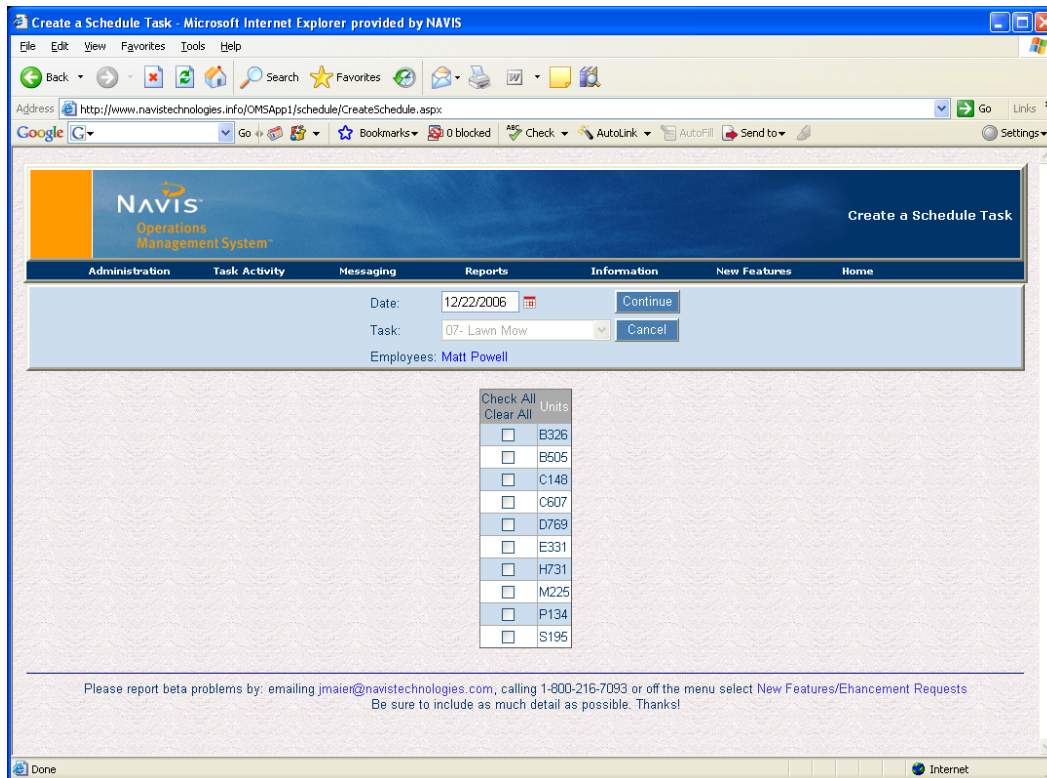 Create a Schedule Task - Microsoft Internet Explorer provided by NAVIS
File Edit View Favorites Tools Help
Back Search Favorites
Address http://www.navistechnologies.info/OMSApp1/schedule/CreateSchedule.aspx Go Links
Google G Go Bookmarks 0 blocked ABC Check AutoLink AutoFill Send to Settings
NAVIS
Operations
Management System™
Create a Schedule Task
Administration Task Activity Messaging Reports Information New Features Home
Date: 12/22/2006 Continue
Task: 07- Lawn Mow Cancel
Employees: Matt Powell
Check All
Clear All
Units
B326
B505
C148
C607
D769
E331
H731
M225
P134
S195
Please report beta problems by: emailing jmaier@navistechnologies.com, calling 1-800-216-7093 or off the menu select New Features/Ehancement Requests
Be sure to include as much detail as possible. Thanks!
Done Internet